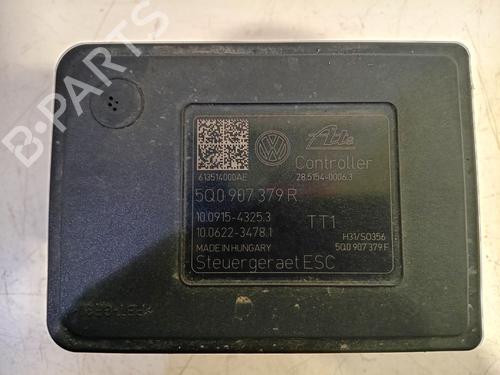 B-PARTS
Ate
Controller
613514000AE
28.5154-0006.3
5Q0 907 379 R
10.0915-4325.3
TT1
10.0622-3478.1
H31/SO356
MADE IN HUNGARY
5Q0 907 379 F
Steuergeraet ESC